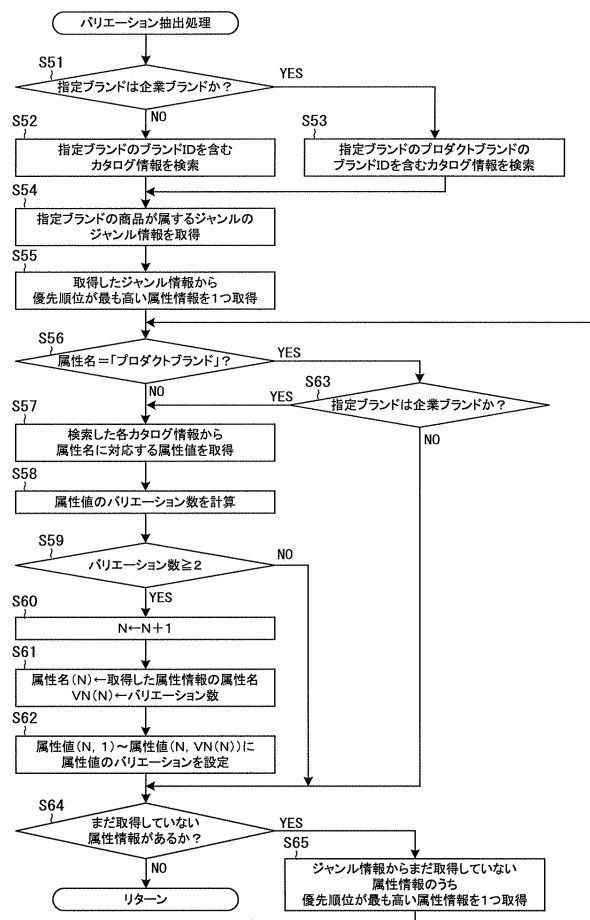 バリエーション抽出処理
S51
指定ブランドは企業ブランドか？
YES
NO
S52
指定ブランドのブランドIDを含む
カタログ情報を検索
S53
指定ブランドのプロダクトブランドの
ブランドIDを含むカタログ情報を検索
S54
指定ブランドの商品が属するジャンルの
ジャンル情報を取得
S55
取得したジャンル情報から
優先順位が最も高い属性情報を1つ取得
S56
属性名＝「プロダクトブランド」？
YES
NO
S63
指定ブランドは企業ブランドか？
YES
NO
S57
検索した各カタログ情報から
属性名に対応する属性値を取得
S58
属性値のバリエーション数を計算
S59
バリエーション数≧2
NO
YES
S60
N←N＋1
S61
属性名(N)←取得した属性情報の属性名
VN(N)←バリエーション数
S62
属性値(N, 1)～属性値(N, VN(N))に
属性値のバリエーションを設定
S64
まだ取得していない
属性情報があるか？
YES
NO
S65
ジャンル情報からまだ取得していない
属性情報のうち
優先順位が最も高い属性情報を1つ取得
リターン